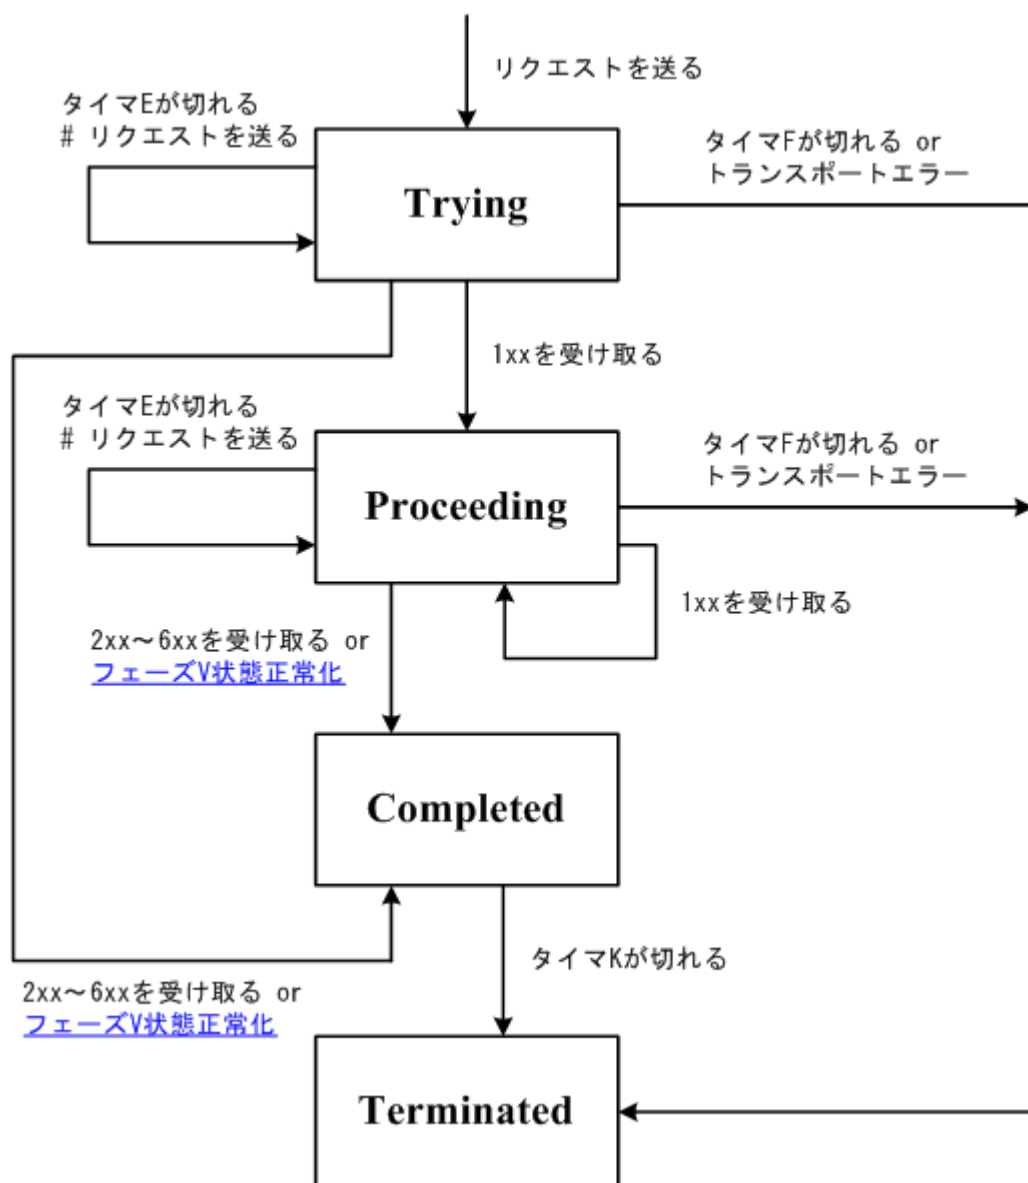 リクエストを送る
タイマEが切れる
# リクエストを送る
タイマFが切れる or
トランスポートエラー
Trying
1xxを受け取る
タイマEが切れる
# リクエストを送る
タイマFが切れる or
トランスポートエラー
Proceeding
1xxを受け取る
2xx～6xxを受け取る or
フェーズV状態正常化
Completed
タイマKが切れる
2xx～6xxを受け取る or
フェーズV状態正常化
Terminated